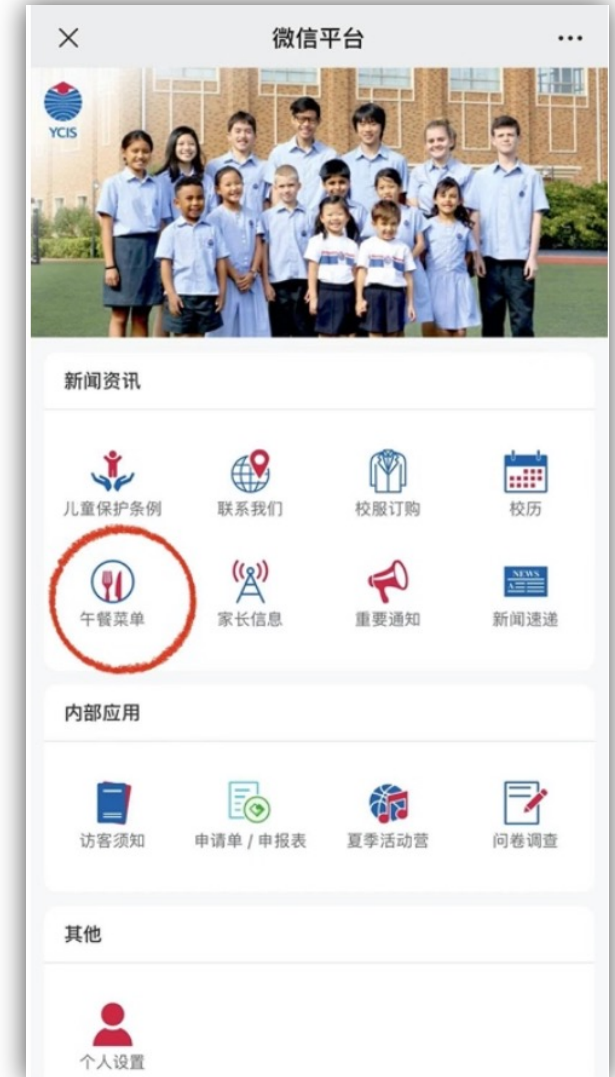 微信平台
YCIS
新闻资讯
儿童保护条例
联系我们
校服订购
校历
午餐菜单
家长信息
重要通知
NEWS
新闻速递
内部应用
访客须知
申请单 / 申报表
夏季活动营
问卷调查
其他
个人设置